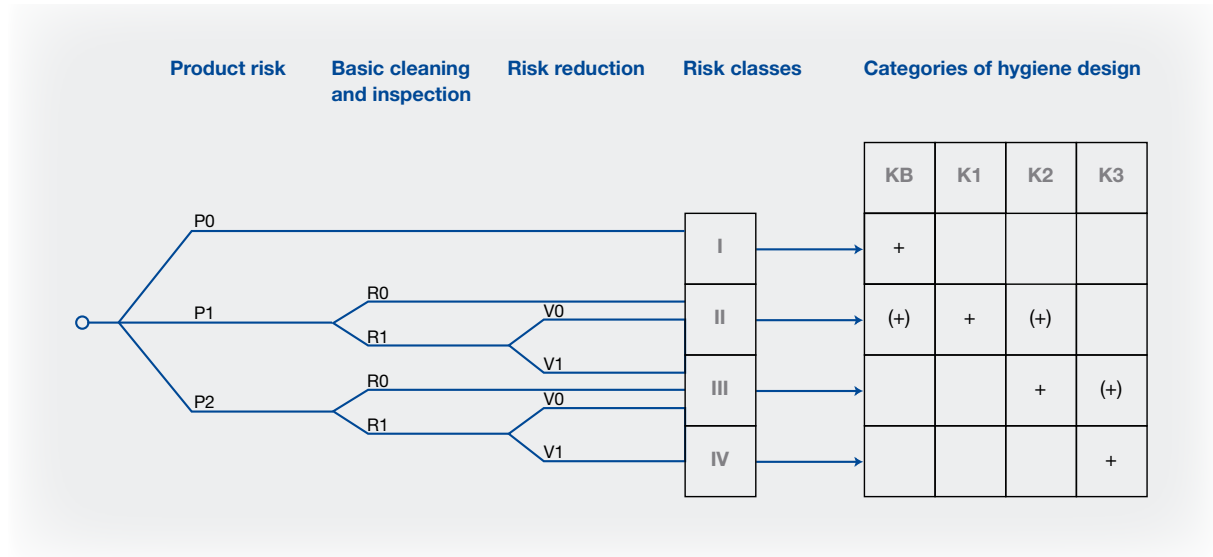 Product risk
Basic cleaning
and inspection
Risk reduction
Risk classes
Categories of hygiene design
KB K1 K2 K3
P0
I
+
R0
P1
V0
II
(+) + (+)
R1
V1
R0
III
+ (+)
P2
V0
R1
V1
IV
+